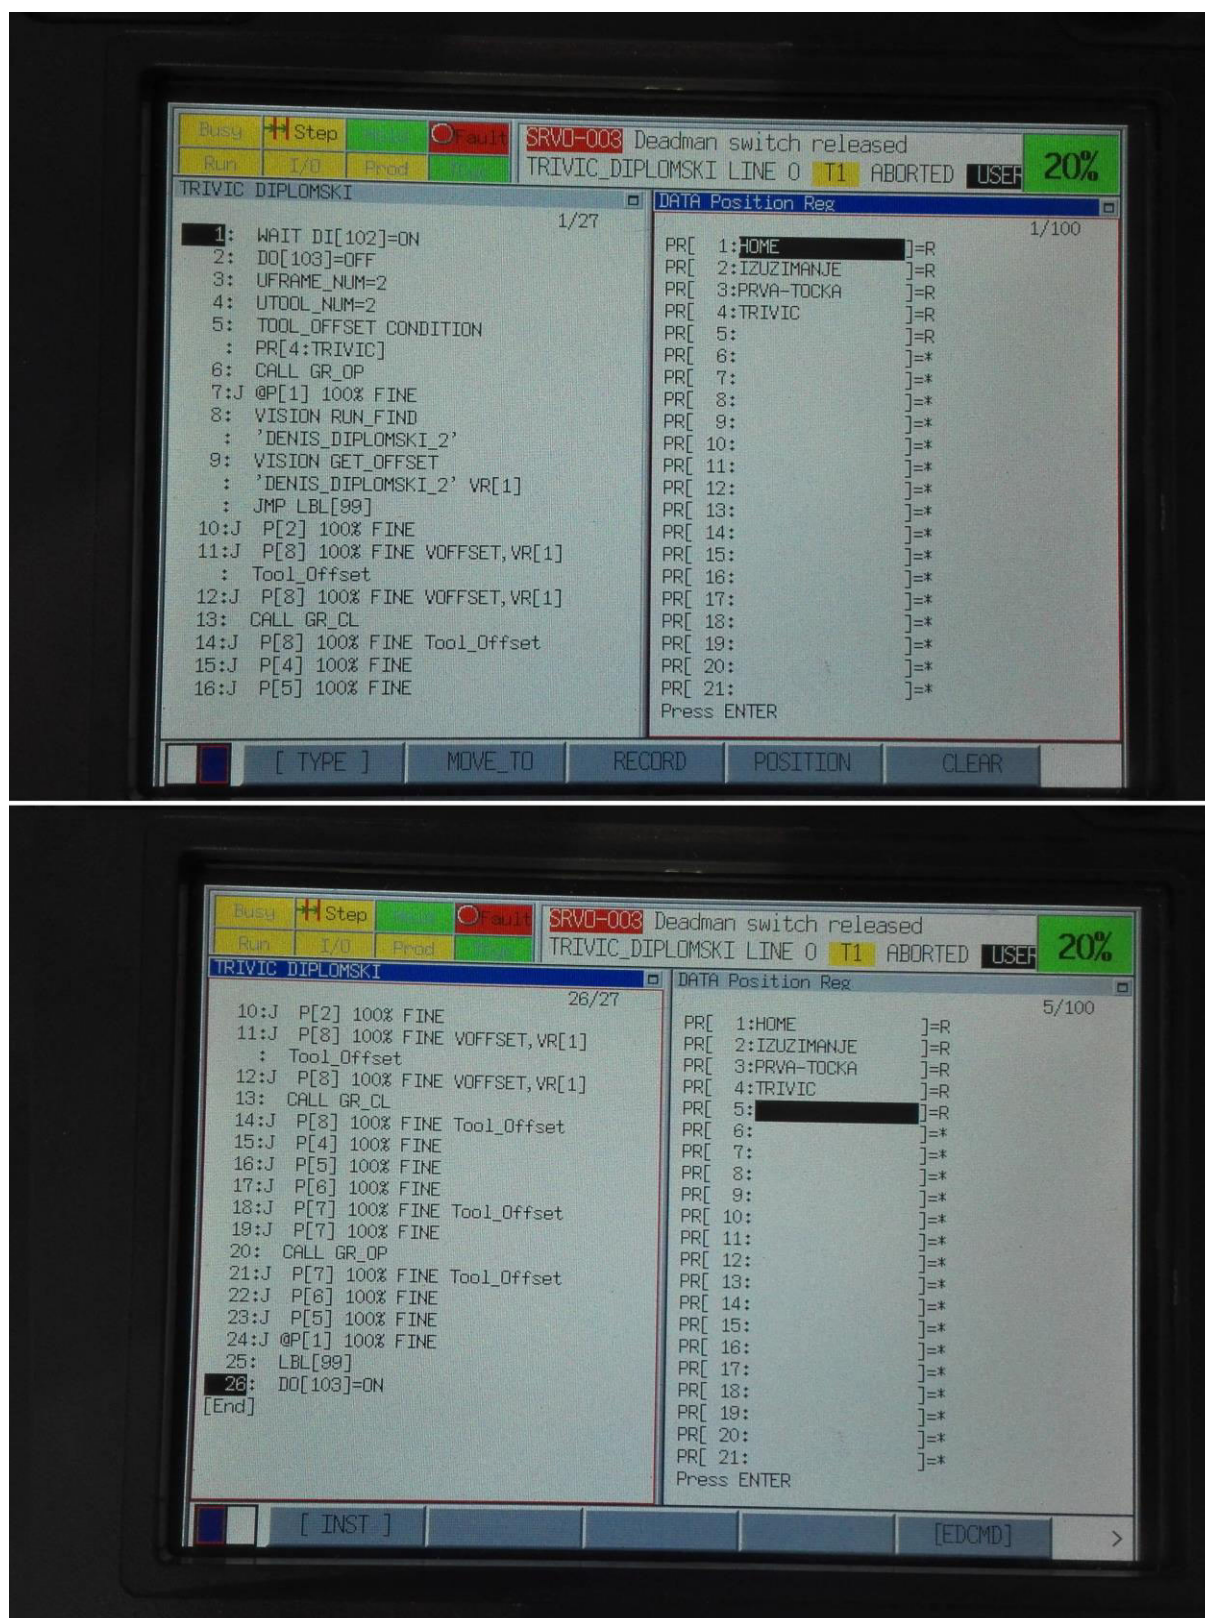 Busy Step Fault SRVO-003 Deadman switch released
Run I/O Prod TRIVIC_DIPLOMSKI LINE 0 T1 ABORTED USER 20%
TRIVIC DIPLOMSKI
1/27
1: WAIT DI[102]=ON
2: DO[103]=OFF
3: UFRAME_NUM=2
4: UTOOL_NUM=2
5: TOOL_OFFSET CONDITION
: PR[4:TRIVIC]
6: CALL GR_OP
7:J @P[1] 100% FINE
8: VISION RUN_FIND
: 'DENIS_DIPLOMSKI_2'
9: VISION GET_OFFSET
: 'DENIS_DIPLOMSKI_2' VR[1]
: JMP LBL[99]
10:J P[2] 100% FINE
11:J P[8] 100% FINE VOFFSET,VR[1]
: Tool_Offset
12:J P[8] 100% FINE VOFFSET,VR[1]
13: CALL GR_CL
14:J P[8] 100% FINE Tool_Offset
15:J P[4] 100% FINE
16:J P[5] 100% FINE
DATA Position Reg
1/100
PR[ 1:HOME ]=R
PR[ 2:IZUZIMANJE ]=R
PR[ 3:PRVA-TOCKA ]=R
PR[ 4:TRIVIC ]=R
PR[ 5: ]=R
PR[ 6: ]=*
PR[ 7: ]=*
PR[ 8: ]=*
PR[ 9: ]=*
PR[ 10: ]=*
PR[ 11: ]=*
PR[ 12: ]=*
PR[ 13: ]=*
PR[ 14: ]=*
PR[ 15: ]=*
PR[ 16: ]=*
PR[ 17: ]=*
PR[ 18: ]=*
PR[ 19: ]=*
PR[ 20: ]=*
PR[ 21: ]=*
Press ENTER
[ TYPE ] MOVE_TO RECORD POSITION CLEAR
Busy Step Fault SRVO-003 Deadman switch released
Run I/O Prod TRIVIC_DIPLOMSKI LINE 0 T1 ABORTED USER 20%
TRIVIC DIPLOMSKI
26/27
10:J P[2] 100% FINE
11:J P[8] 100% FINE VOFFSET,VR[1]
: Tool_Offset
12:J P[8] 100% FINE VOFFSET,VR[1]
13: CALL GR_CL
14:J P[8] 100% FINE Tool_Offset
15:J P[4] 100% FINE
16:J P[5] 100% FINE
17:J P[6] 100% FINE
18:J P[7] 100% FINE Tool_Offset
19:J P[7] 100% FINE
20: CALL GR_OP
21:J P[7] 100% FINE Tool_Offset
22:J P[6] 100% FINE
23:J P[5] 100% FINE
24:J @P[1] 100% FINE
25: LBL[99]
26: DO[103]=ON
[End]
DATA Position Reg
5/100
PR[ 1:HOME ]=R
PR[ 2:IZUZIMANJE ]=R
PR[ 3:PRVA-TOCKA ]=R
PR[ 4:TRIVIC ]=R
PR[ 5: ]=R
PR[ 6: ]=*
PR[ 7: ]=*
PR[ 8: ]=*
PR[ 9: ]=*
PR[ 10: ]=*
PR[ 11: ]=*
PR[ 12: ]=*
PR[ 13: ]=*
PR[ 14: ]=*
PR[ 15: ]=*
PR[ 16: ]=*
PR[ 17: ]=*
PR[ 18: ]=*
PR[ 19: ]=*
PR[ 20: ]=*
PR[ 21: ]=*
Press ENTER
[ INST ] [EDCMD] >